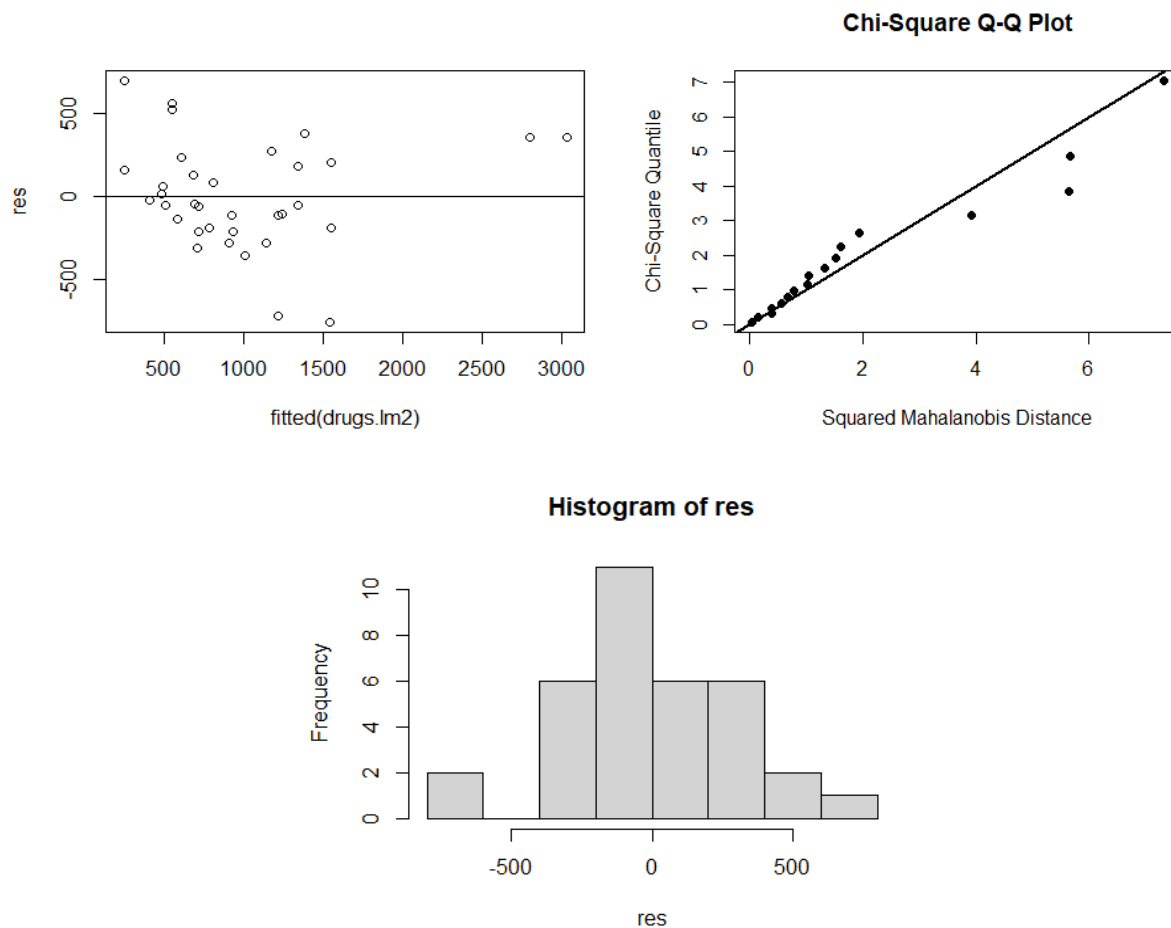 Chi-Square Q-Q Plot
res
-500 0 500
500 1000 1500 2000 2500 3000
fitted(drugs.lm2)
Chi-Square Quantile
0 1 2 3 4 5 6 7
0 2 4 6
Squared Mahalanobis Distance
Histogram of res
Frequency
0 2 4 6 8 10
-500 0 500
res